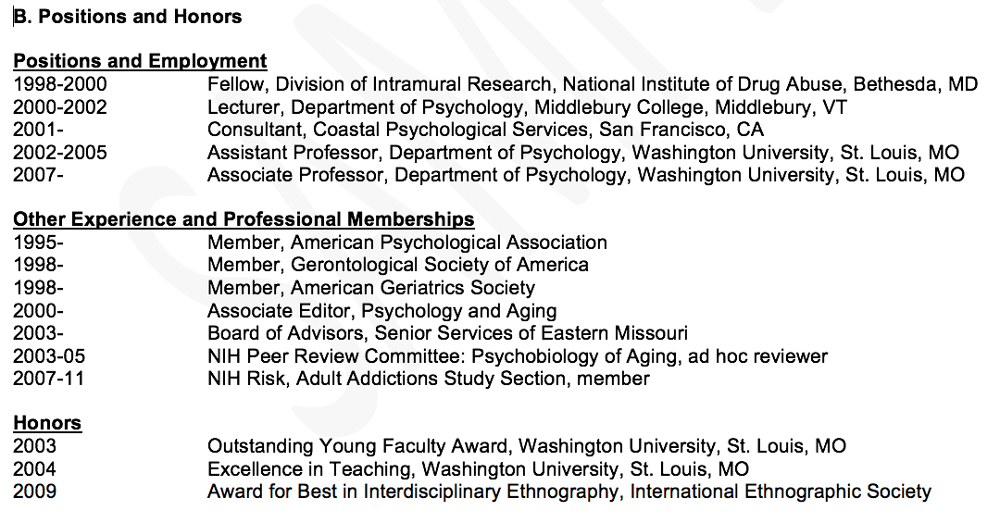 B. Positions and Honors
Positions and Employment
1998-2000 Fellow, Division of Intramural Research, National Institute of Drug Abuse, Bethesda, MD
2000-2002 Lecturer, Department of Psychology, Middlebury College, Middlebury, VT
2001- Consultant, Coastal Psychological Services, San Francisco, CA
2002-2005 Assistant Professor, Department of Psychology, Washington University, St. Louis, MO
2007- Associate Professor, Department of Psychology, Washington University, St. Louis, MO
Other Experience and Professional Memberships
1995- Member, American Psychological Association
1998- Member, Gerontological Society of America
1998- Member, American Geriatrics Society
2000- Associate Editor, Psychology and Aging
2003- Board of Advisors, Senior Services of Eastern Missouri
2003-05 NIH Peer Review Committee: Psychobiology of Aging, ad hoc reviewer
2007-11 NIH Risk, Adult Addictions Study Section, member
Honors
2003 Outstanding Young Faculty Award, Washington University, St. Louis, MO
2004 Excellence in Teaching, Washington University, St. Louis, MO
2009 Award for Best in Interdisciplinary Ethnography, International Ethnographic Society